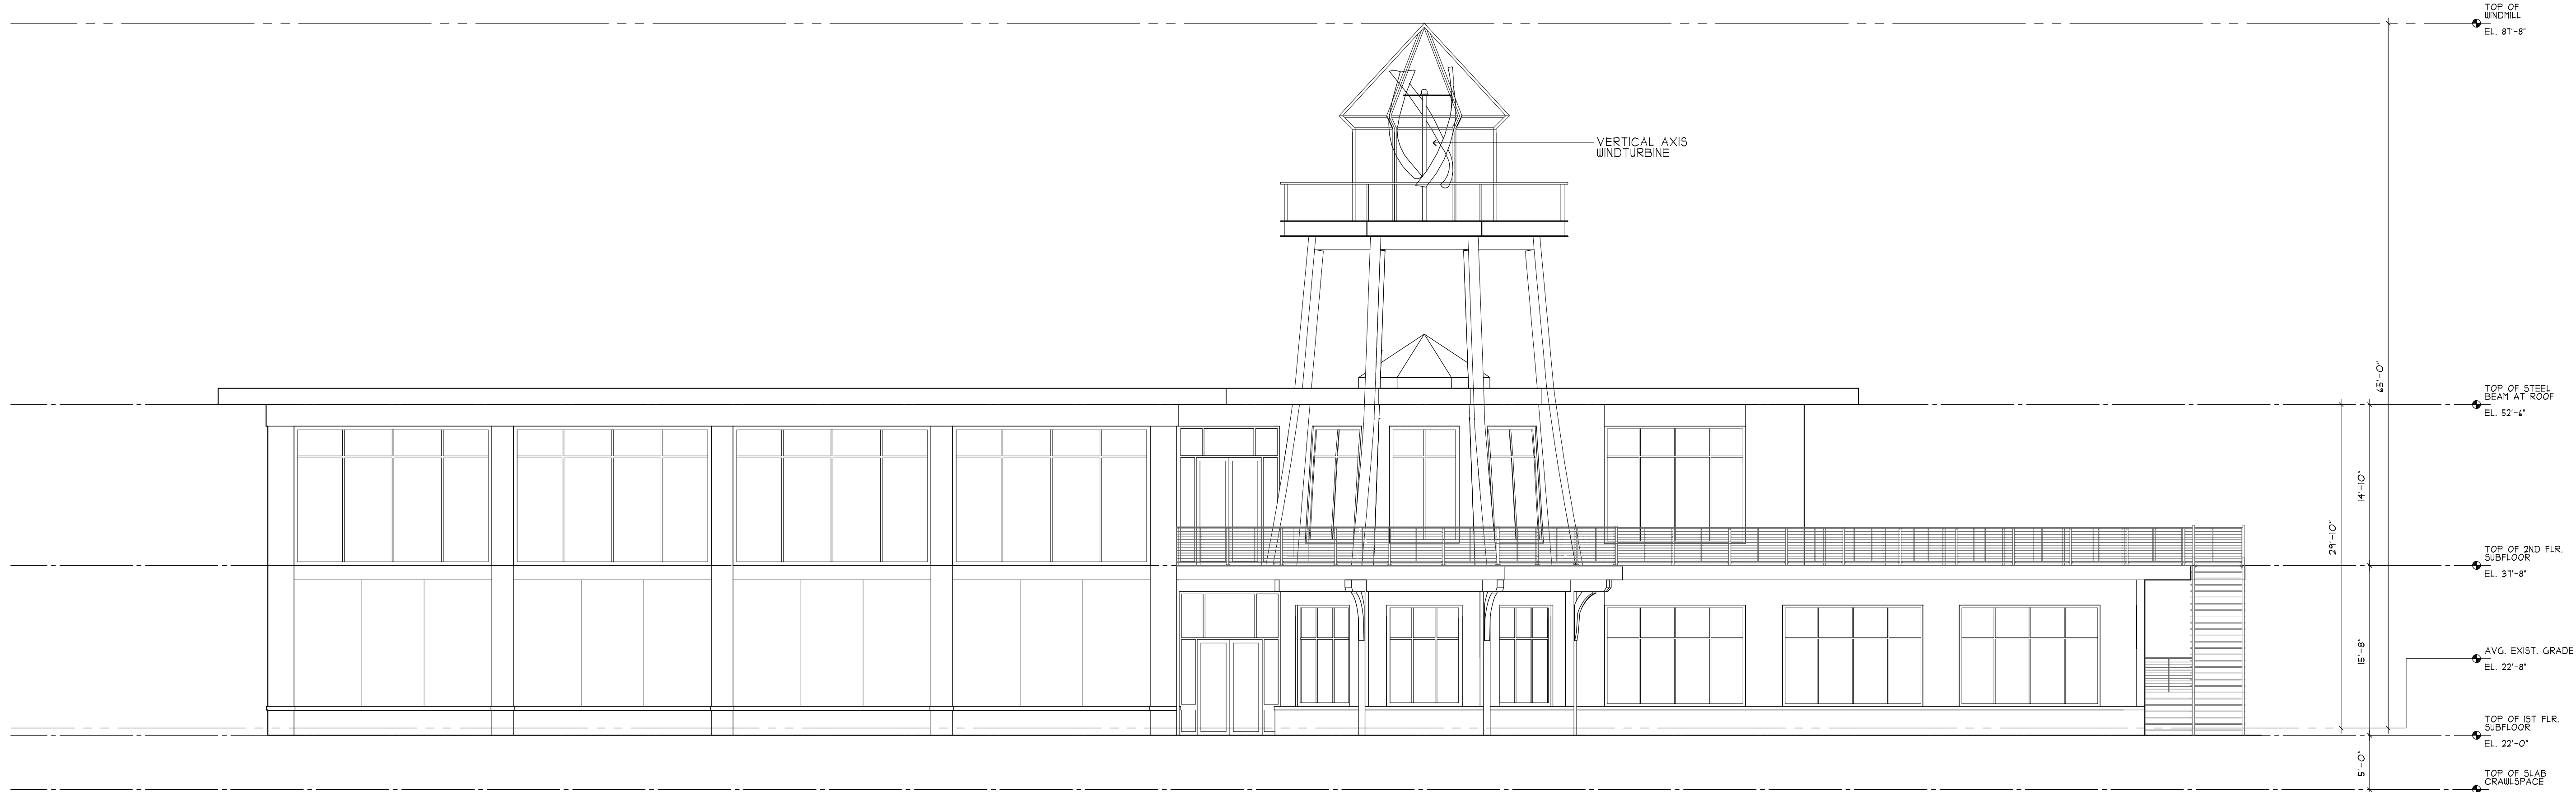 TOP OF
WINDMILL
EL. 87'-8"
VERTICAL AXIS
WINDTURBINE
65'-0"
TOP OF STEEL
BEAM AT ROOF
EL. 52'-6"
14'-10"
29'-10"
TOP OF 2ND FLR.
SUBFLOOR
EL. 37'-8"
15'-8"
AVG. EXIST. GRADE
EL. 22'-8"
TOP OF 1ST FLR.
SUBFLOOR
EL. 22'-0"
5'-0"
TOP OF SLAB
CRAWLSPACE